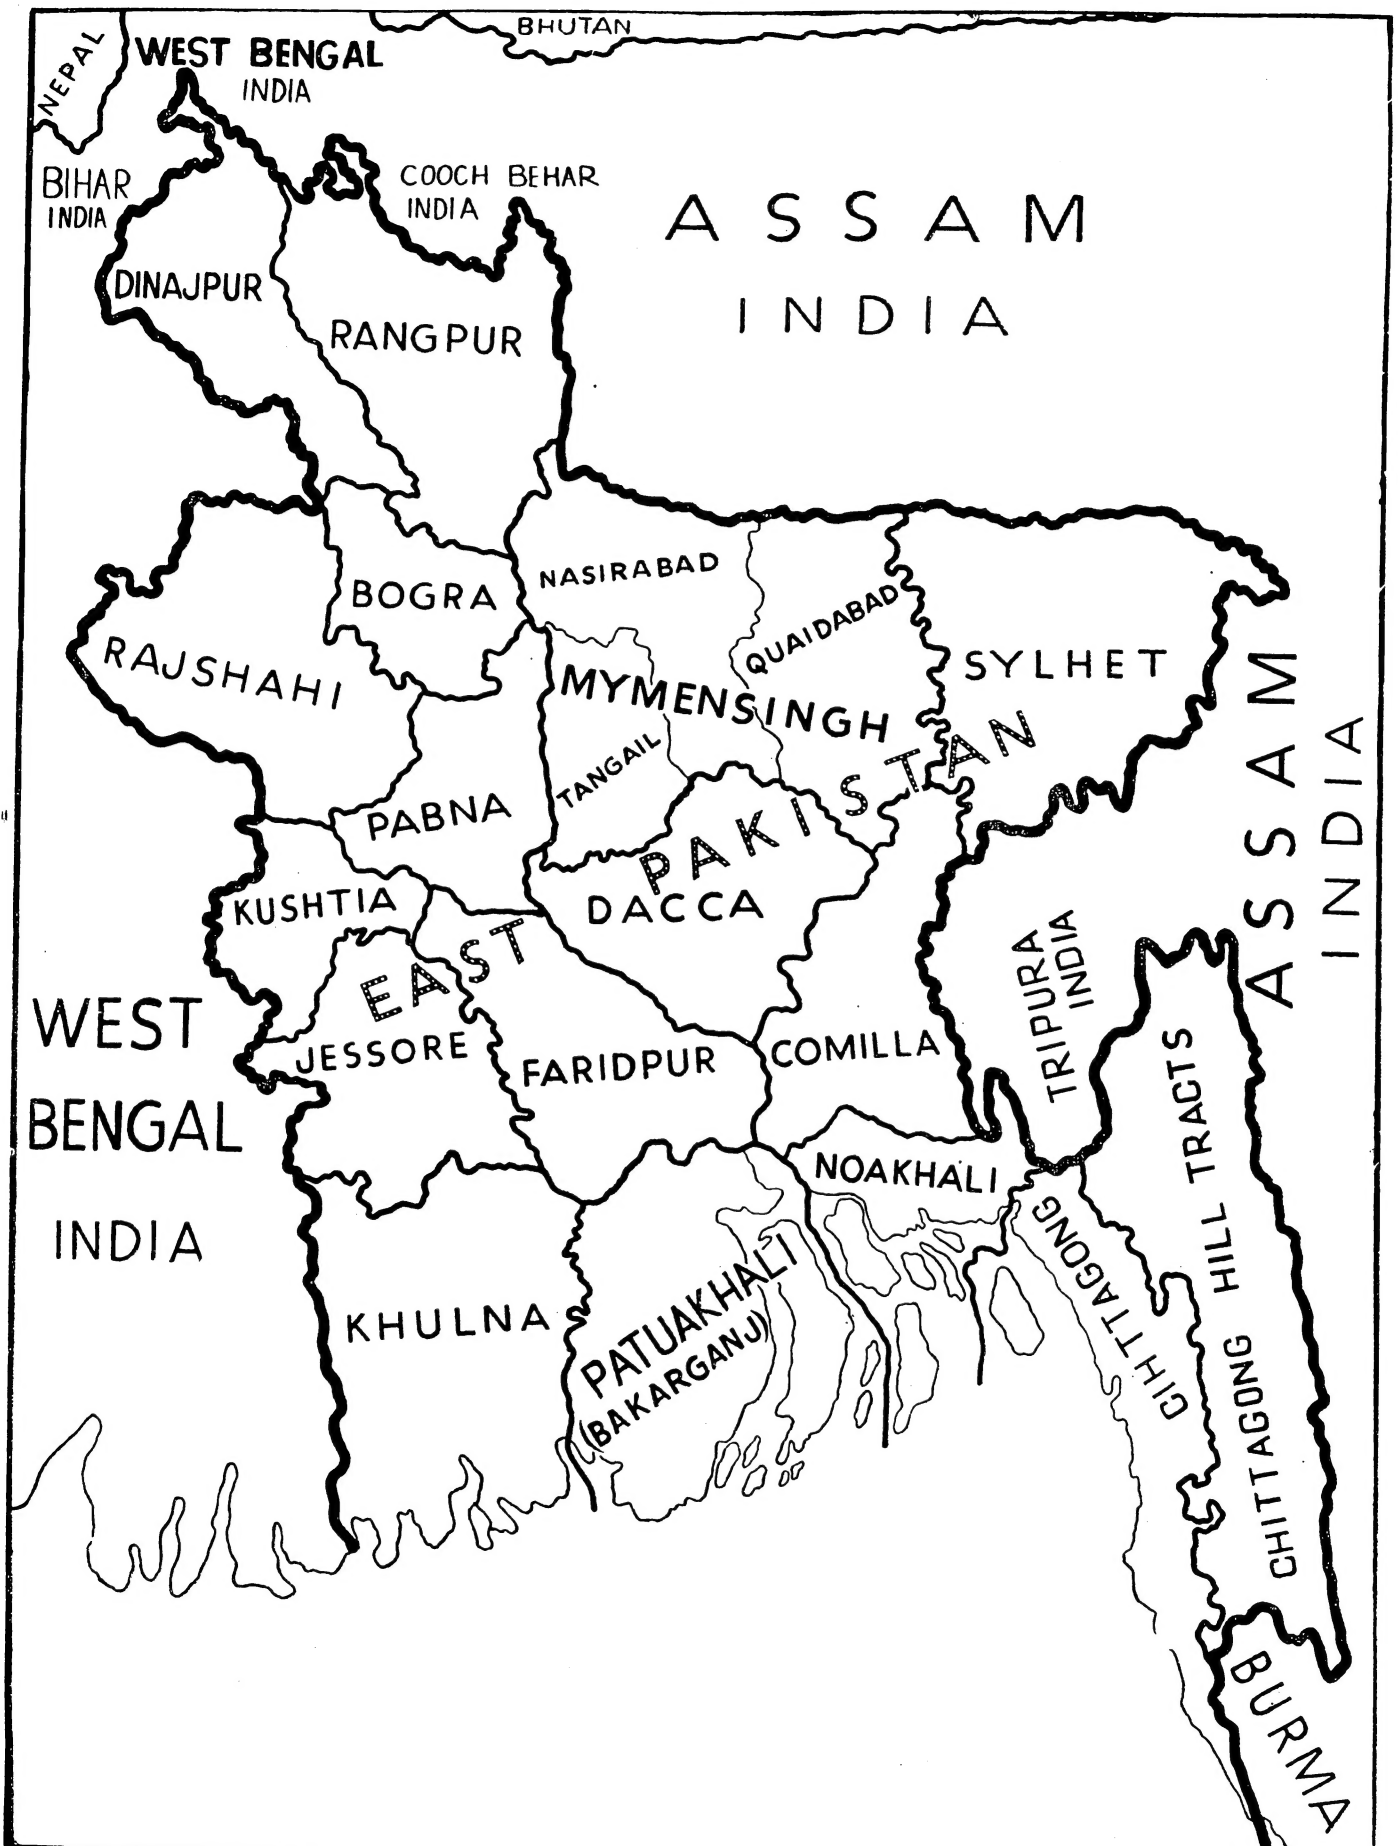 BHUTAN
NEPAL
WEST BENGAL
INDIA
BIHAR
INDIA
COOCH BEHAR
INDIA
ASSAM
INDIA
DINAJPUR
RANGPUR
NASIRABAD
BOGRA
QUAIDABAD
RAJSHAHI
MYMENSINGH
SYLHET
TANGAIL
PABNA
EAST PAKISTAN
ASSAM
INDIA
KUSHTIA
DACCA
WEST
BENGAL
INDIA
JESSORE
FARIDPUR
COMILLA
TRIPURA
INDIA
NOAKHALI
KHULNA
PATUAKHALI
(BAKARGANJ)
CIHTTAGONG
CHITTAGONG HILL TRACTS
BURMA